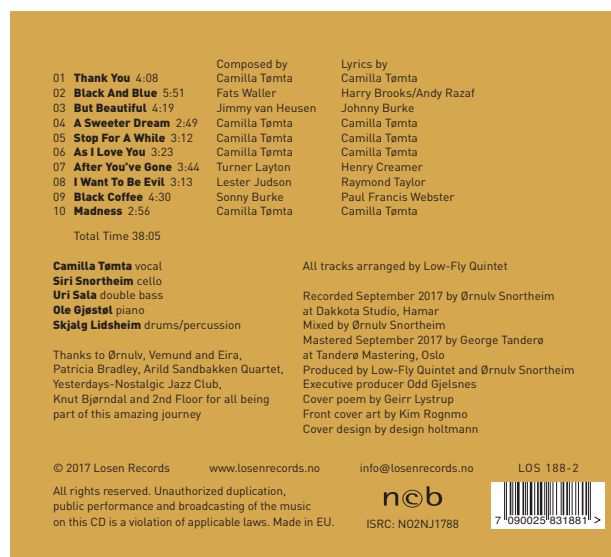 Composed by Lyrics by
01 Thank You 4:08 Camilla Tømta Camilla Tømta
02 Black And Blue 5:51 Fats Waller Harry Brooks/Andy Razaf
03 But Beautiful 4:19 Jimmy van Heusen Johnny Burke
04 A Sweeter Dream 2:49 Camilla Tømta Camilla Tømta
05 Stop For A While 3:12 Camilla Tømta Camilla Tømta
06 As I Love You 3:23 Camilla Tømta Camilla Tømta
07 After You've Gone 3:44 Turner Layton Henry Creamer
08 I Want To Be Evil 3:13 Lester Judson Raymond Taylor
09 Black Coffee 4:30 Sonny Burke Paul Francis Webster
10 Madness 2:56 Camilla Tømta Camilla Tømta
Total Time 38:05
Camilla Tømta vocal
Siri Snortheim cello
Uri Sala double bass
Ole Gjøstøl piano
Skjalg Lidsheim drums/percussion
Thanks to Ørnulv, Vemund and Eira,
Patricia Bradley, Arild Sandbakken Quartet,
Yesterdays-Nostalgic Jazz Club,
Knut Bjørndal and 2nd Floor for all being
part of this amazing journey
All tracks arranged by Low-Fly Quintet
Recorded September 2017 by Ørnulv Snortheim
at Dakkota Studio, Hamar
Mixed by Ørnulv Snortheim
Mastered September 2017 by George Tanderø
at Tanderø Mastering, Oslo
Produced by Low-Fly Quintet and Ørnulv Snortheim
Executive producer Odd Gjelsnes
Cover poem by Geirr Lystrup
Front cover art by Kim Rognmo
Cover design by design holtmann
© 2017 Losen Records www.losenrecords.no info@losenrecords.no LOS 188-2
All rights reserved. Unauthorized duplication,
public performance and broadcasting of the music
on this CD is a violation of applicable laws. Made in EU.
n©b
ISRC: NO2NJ1788
7 090025 831881 >